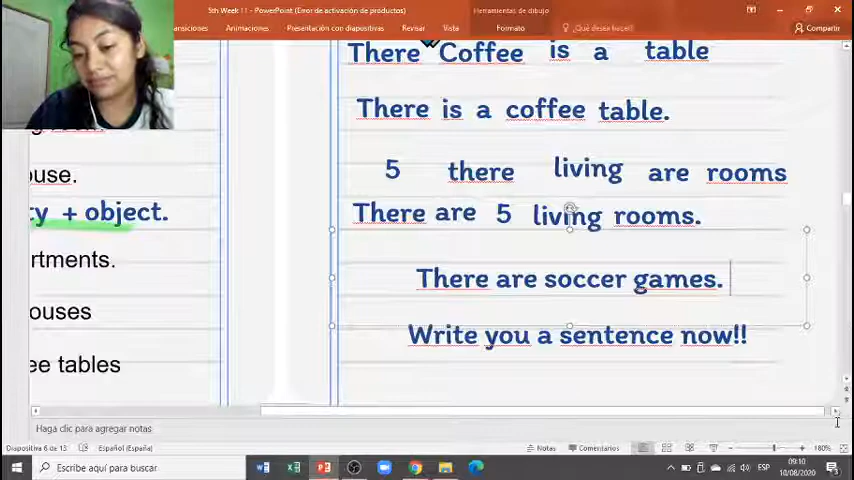 5th Week 11 - PowerPoint (Error de activación de productos)
Herramientas de dibujo
Animaciones Presentación con diapositivas Revisar Vista Formato ¿Qué desea hacer? Compartir
There Coffee is a table
There is a coffee table.
5 there living are rooms
There are 5 living rooms.
There are soccer games.
Write you a sentence now!!
ouse.
ty + object.
rtments.
ouses
ee tables
Haga clic para agregar notas
Diapositiva 6 de 13 Español (España) Notas Comentarios 180%
Escribe aquí para buscar
ESP
09:10
10/08/2020